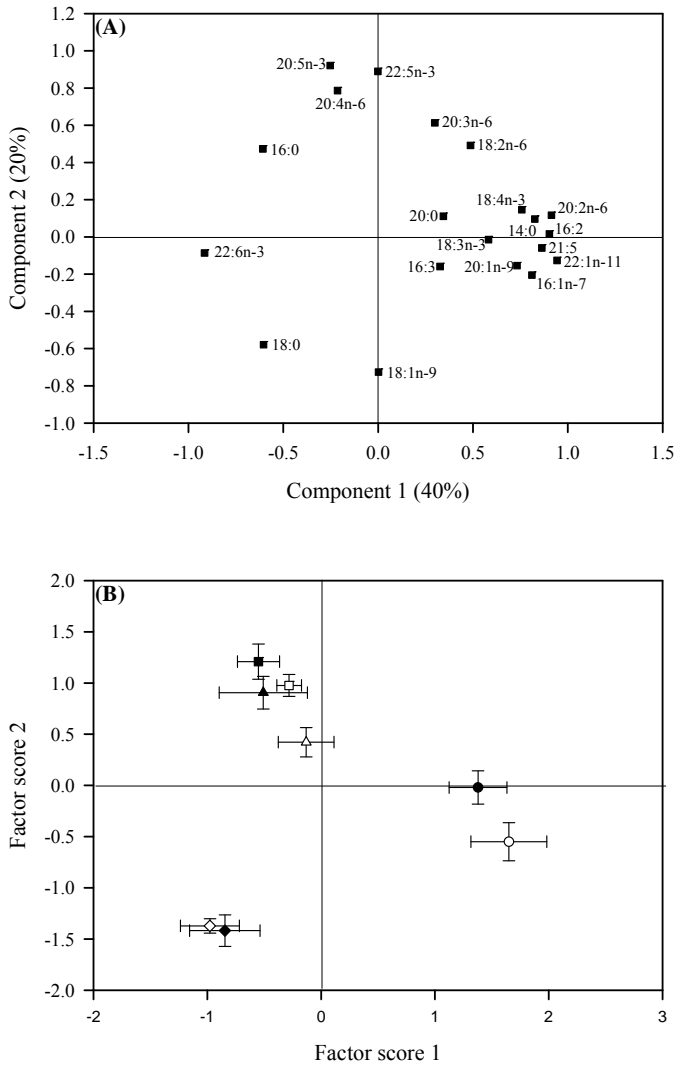 (A)
1.2
1.0
0.8
0.6
0.4
0.2
0.0
-0.2
-0.4
-0.6
-0.8
-1.0
Component 2 (20%)
20:5n-3
22:5n-3
20:4n-6
20:3n-6
16:0
18:2n-6
18:4n-3
20:2n-6
20:0
14:0
16:2
18:3n-3
21:5
22:6n-3
16:3
20:1n-9
22:1n-11
16:1n-7
18:0
18:1n-9
-1.5 -1.0 -0.5 0.0 0.5 1.0 1.5
Component 1 (40%)
(B)
2.0
1.5
1.0
0.5
0.0
-0.5
-1.0
-1.5
-2.0
Factor score 2
-2 -1 0 1 2 3
Factor score 1